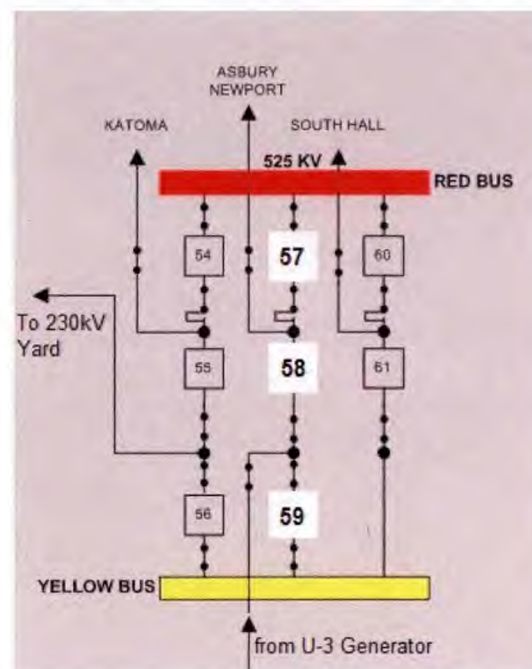 ASBURY
NEWPORT
KATOMA
SOUTH HALL
525 KV
RED BUS
54
57
60
To 230kV
Yard
55
58
61
56
59
YELLOW BUS
from U-3 Generator